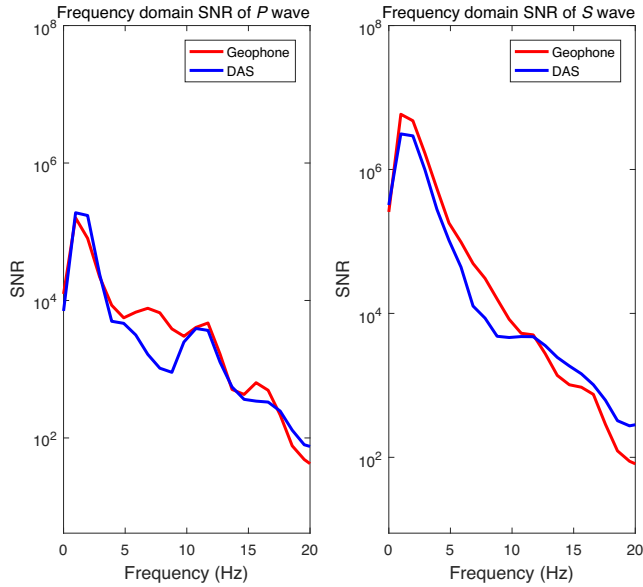 Frequency domain SNR of P wave
10^8
10^6
10^4
10^2
SNR
0 5 10 15 20
Frequency (Hz)
Geophone
DAS
Frequency domain SNR of S wave
10^8
10^6
10^4
10^2
SNR
0 5 10 15 20
Frequency (Hz)
Geophone
DAS